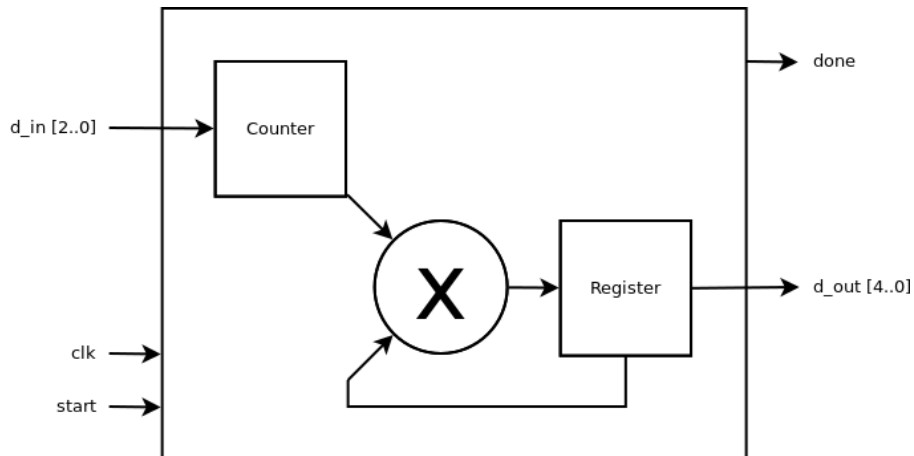 done
d_in [2..0]
Counter
X
Register
d_out [4..0]
clk
start